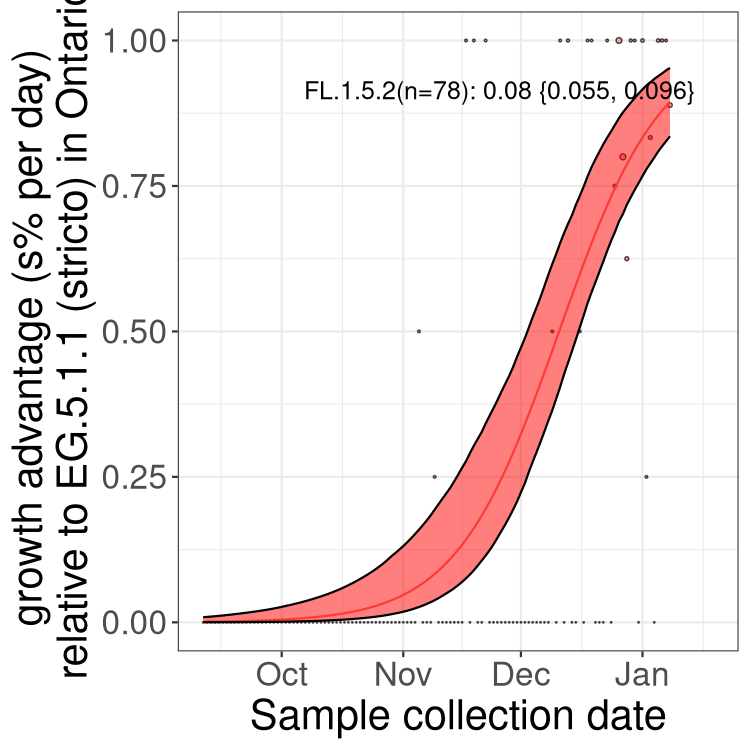 growth advantage (s% per day)
relative to EG.5.1.1 (stricto) in Ontario
1.00
0.75
0.50
0.25
0.00
FL.1.5.2(n=78): 0.08 {0.055, 0.096}
Oct Nov Dec Jan
Sample collection date